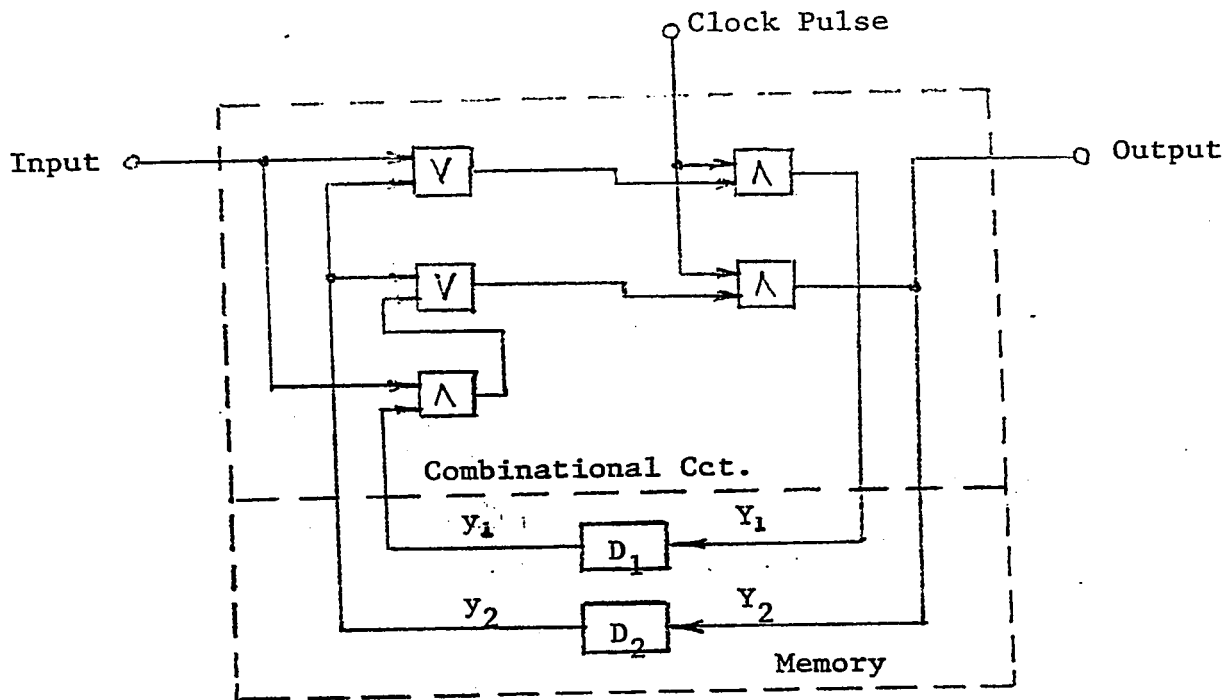 Clock Pulse
Input
Output
V
Λ
V
Λ
Λ
Combinational Cct.
y₁
D₁
Y₁
y₂
D₂
Y₂
Memory